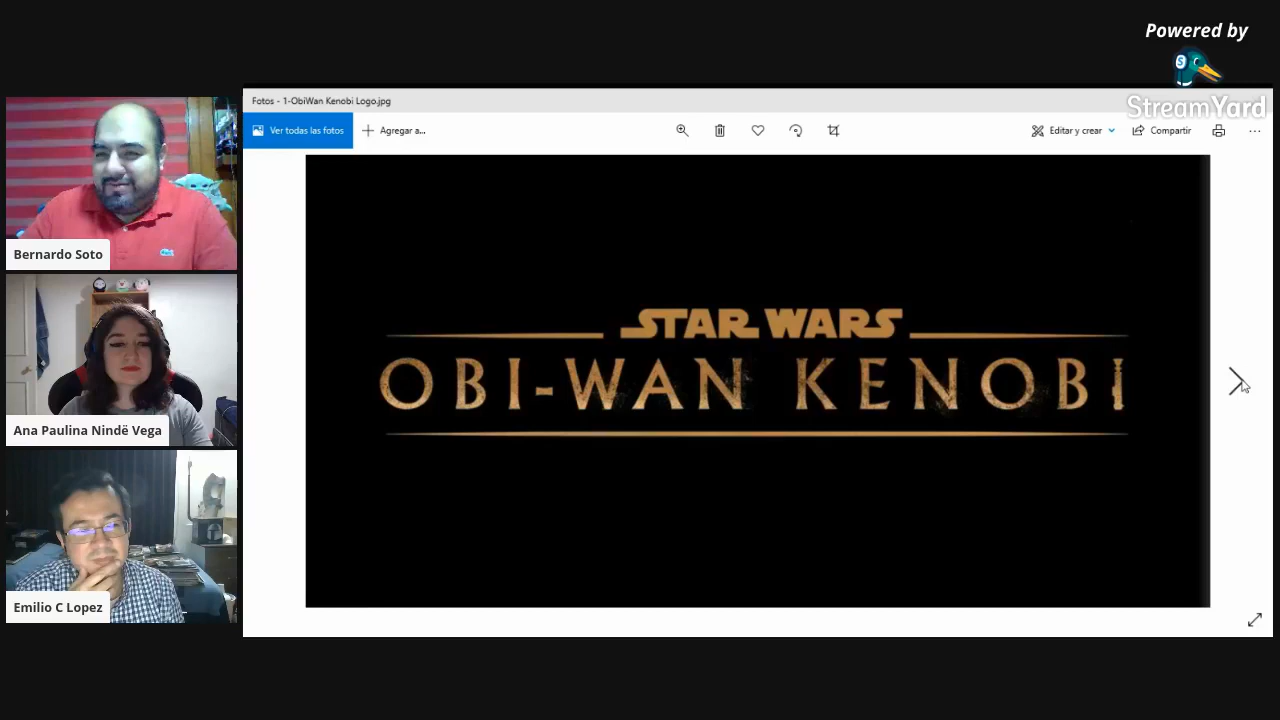 Powered by
StreamYard
Fotos - 1-ObiWan Kenobi Logo.jpg
Ver todas las fotos
Agregar a...
Editar y crear
Compartir
STAR WARS
OBI-WAN KENOBI
Bernardo Soto
Ana Paulina Nindë Vega
Emilio C Lopez